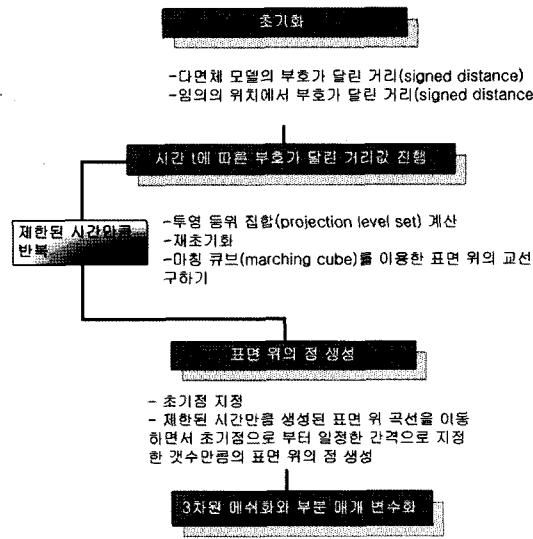 초기화
-다면체 모델의 부호가 달린 거리(signed distance)
-임의의 위치에서 부호가 달린 거리(signed distance
시간 t에 따른 부호가 달린 거리값 진행
제한된 시간만큼
반복
-투영 등위 집합(projection level set) 계산
-재초기화
-마칭 큐브(marching cube)를 이용한 표면 위의 교선
구하기
표면 위의 점 생성
- 초기점 지정
- 제한된 시간만큼 생성된 표면 위 곡선을 이동
하면서 초기점으로 부터 일정한 간격으로 지정
한 갯수만큼의 표면 위의 점 생성
3차원 메쉬화와 부분 매개 변수화